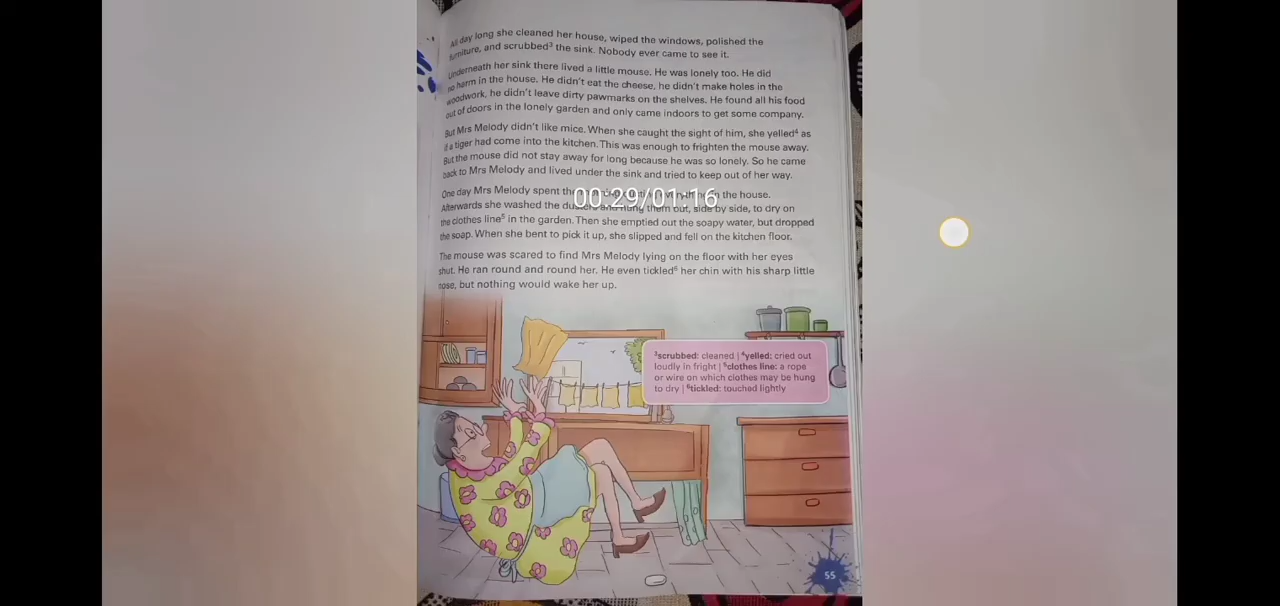 All day long she cleaned her house, wiped the windows, polished the
furniture, and scrubbed³ the sink. Nobody ever came to see it.
Underneath her sink there lived a little mouse. He was lonely too. He did
no harm in the house. He didn't eat the cheese, he didn't make holes in the
woodwork, he didn't leave dirty pawmarks on the shelves. He found all his food
out of doors in the lonely garden and only came indoors to get some company.
But Mrs Melody didn't like mice. When she caught the sight of him, she yelled⁴ as
if a tiger had come into the kitchen. This was enough to frighten the mouse away.
But the mouse did not stay away for long because he was so lonely. So he came
back to Mrs Melody and lived under the sink and tried to keep out of her way.
One day Mrs Melody spent the in the house.
00:29/01:16
Afterwards she washed the dusters and hung them out, side by side, to dry on
the clothes line⁵ in the garden. Then she emptied out the soapy water, but dropped
the soap. When she bent to pick it up, she slipped and fell on the kitchen floor.
The mouse was scared to find Mrs Melody lying on the floor with her eyes
shut. He ran round and round her. He even tickled⁶ her chin with his sharp little
nose, but nothing would wake her up.
³scrubbed: cleaned | ⁴yelled: cried out
loudly in fright | ⁵clothes line: a rope
or wire on which clothes may be hung
to dry | ⁶tickled: touched lightly
55